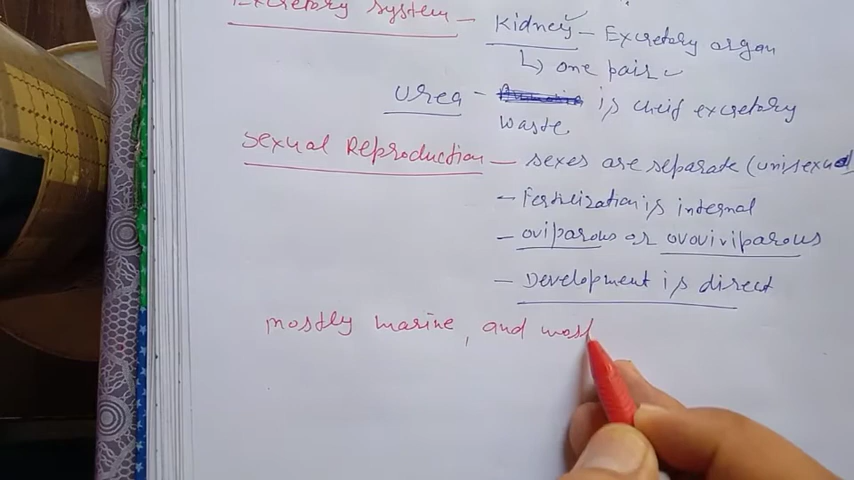 Excretory System — Kidney — Excretory organ
↳ one pair
Urea — is cheif excretory
waste
Sexual Reproduction — sexes are separate (unisexual
— Fertilization is internal
— oviparous or ovoviviparous
— Development is direct
mostly marine, and most